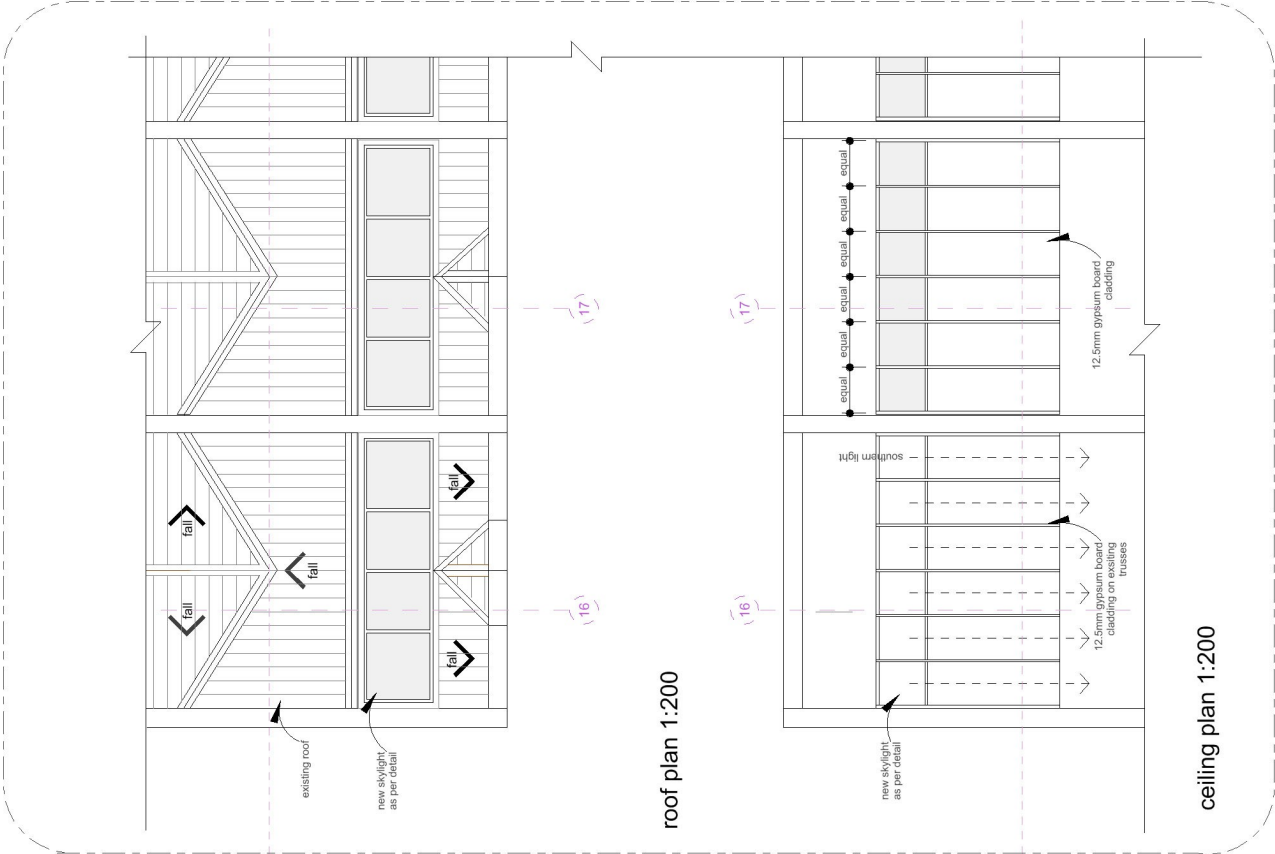 fall
fall
fall
fall
fall
existing roof
new skylight
as per detail
17
16
roof plan 1:200
equal
equal
equal
equal
equal
equal
17
16
southern light
12.5mm gypsum board
cladding
12.5mm gypsum board
cladding on exsiting
trusses
new skylight
as per detail
ceiling plan 1:200